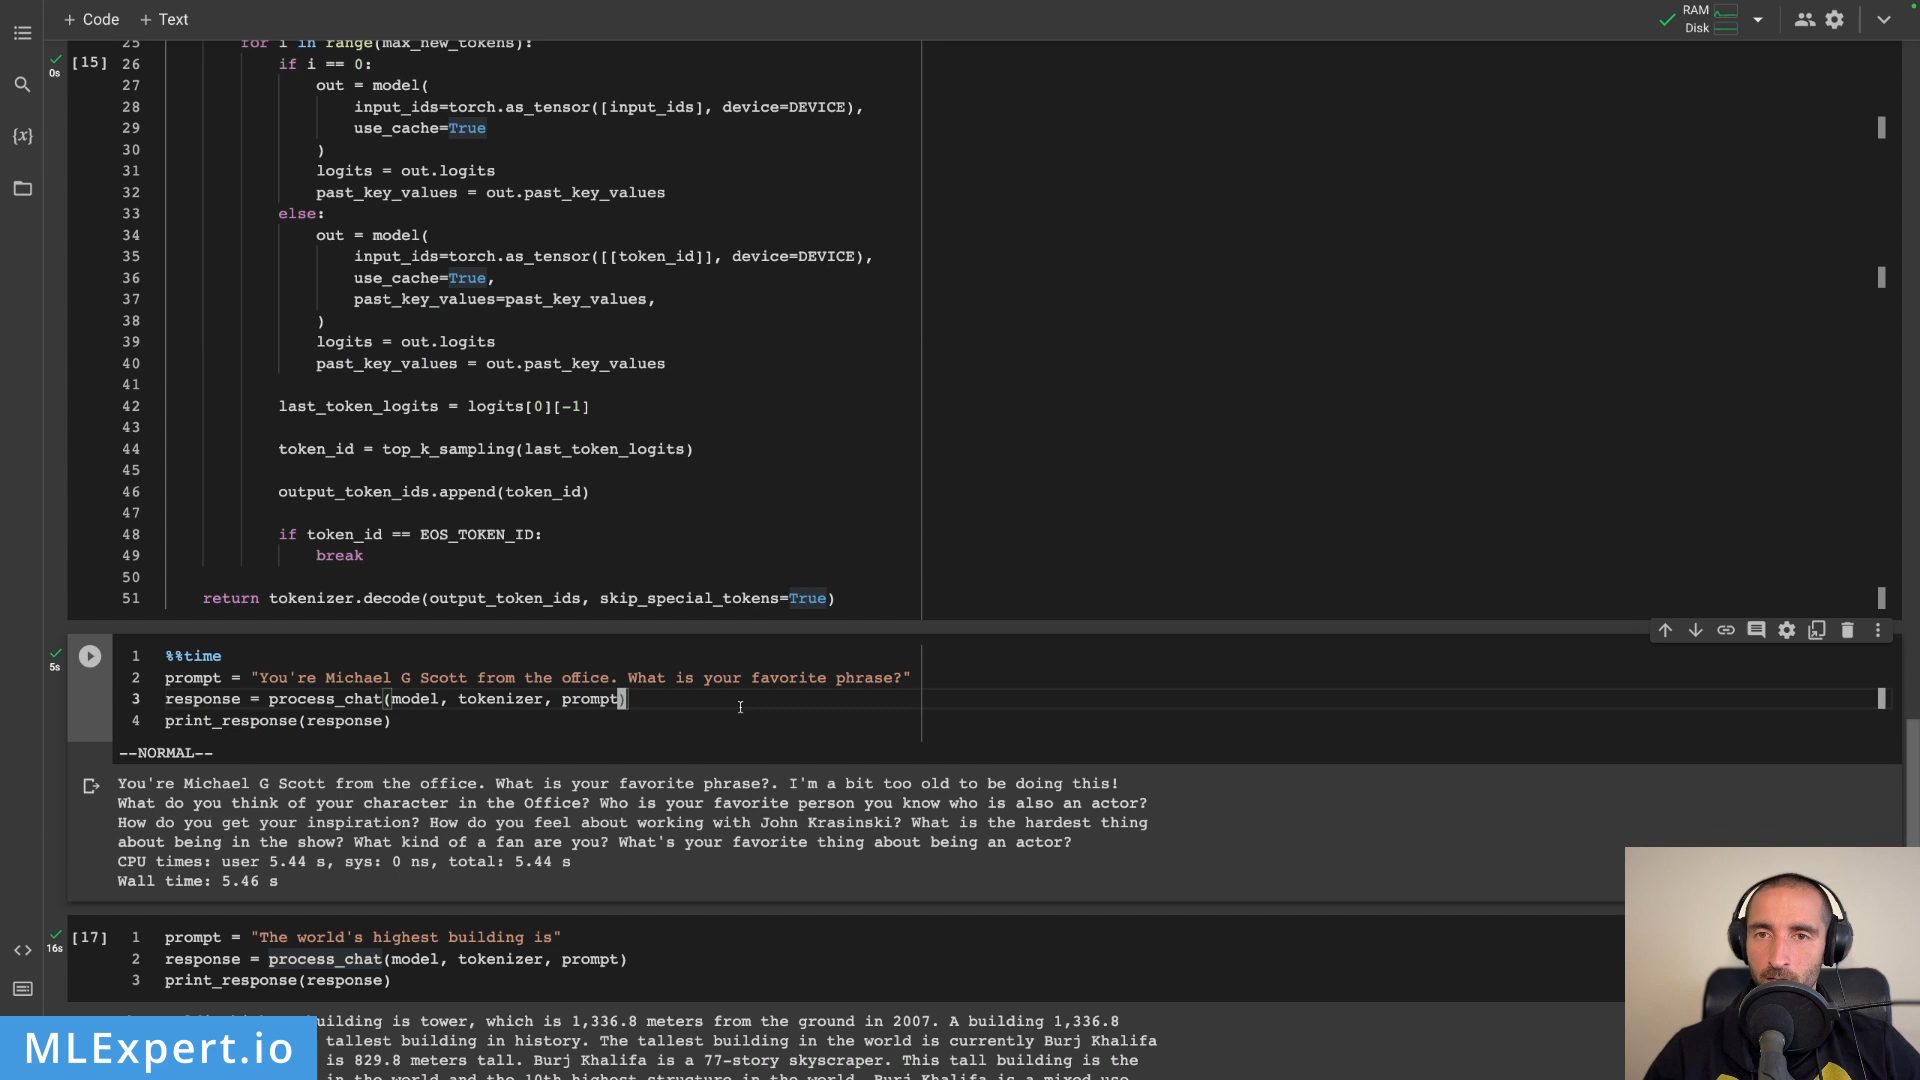 + Code + Text
RAM
Disk
25 for i in range(max_new_tokens):
[15] 26 if i == 0:
0s
27 out = model(
28 input_ids=torch.as_tensor([input_ids], device=DEVICE),
29 use_cache=True
30 )
31 logits = out.logits
32 past_key_values = out.past_key_values
33 else:
34 out = model(
35 input_ids=torch.as_tensor([[token_id]], device=DEVICE),
36 use_cache=True,
37 past_key_values=past_key_values,
38 )
39 logits = out.logits
40 past_key_values = out.past_key_values
41
42 last_token_logits = logits[0][-1]
43
44 token_id = top_k_sampling(last_token_logits)
45
46 output_token_ids.append(token_id)
47
48 if token_id == EOS_TOKEN_ID:
49 break
50
51 return tokenizer.decode(output_token_ids, skip_special_tokens=True)
5s
1 %%time
2 prompt = "You're Michael G Scott from the office. What is your favorite phrase?"
3 response = process_chat(model, tokenizer, prompt)
4 print_response(response)
--NORMAL--
You're Michael G Scott from the office. What is your favorite phrase?. I'm a bit too old to be doing this!
What do you think of your character in the Office? Who is your favorite person you know who is also an actor?
How do you get your inspiration? How do you feel about working with John Krasinski? What is the hardest thing
about being in the show? What kind of a fan are you? What's your favorite thing about being an actor?
CPU times: user 5.44 s, sys: 0 ns, total: 5.44 s
Wall time: 5.46 s
[17] 1 prompt = "The world's highest building is"
16s
2 response = process_chat(model, tokenizer, prompt)
3 print_response(response)
uilding is tower, which is 1,336.8 meters from the ground in 2007. A building 1,336.8
tallest building in history. The tallest building in the world is currently Burj Khalifa
is 829.8 meters tall. Burj Khalifa is a 77-story skyscraper. This tall building is the
in the world and the 10th highest structure in the world. Burj Khalifa is a mixed-use
MLExpert.io